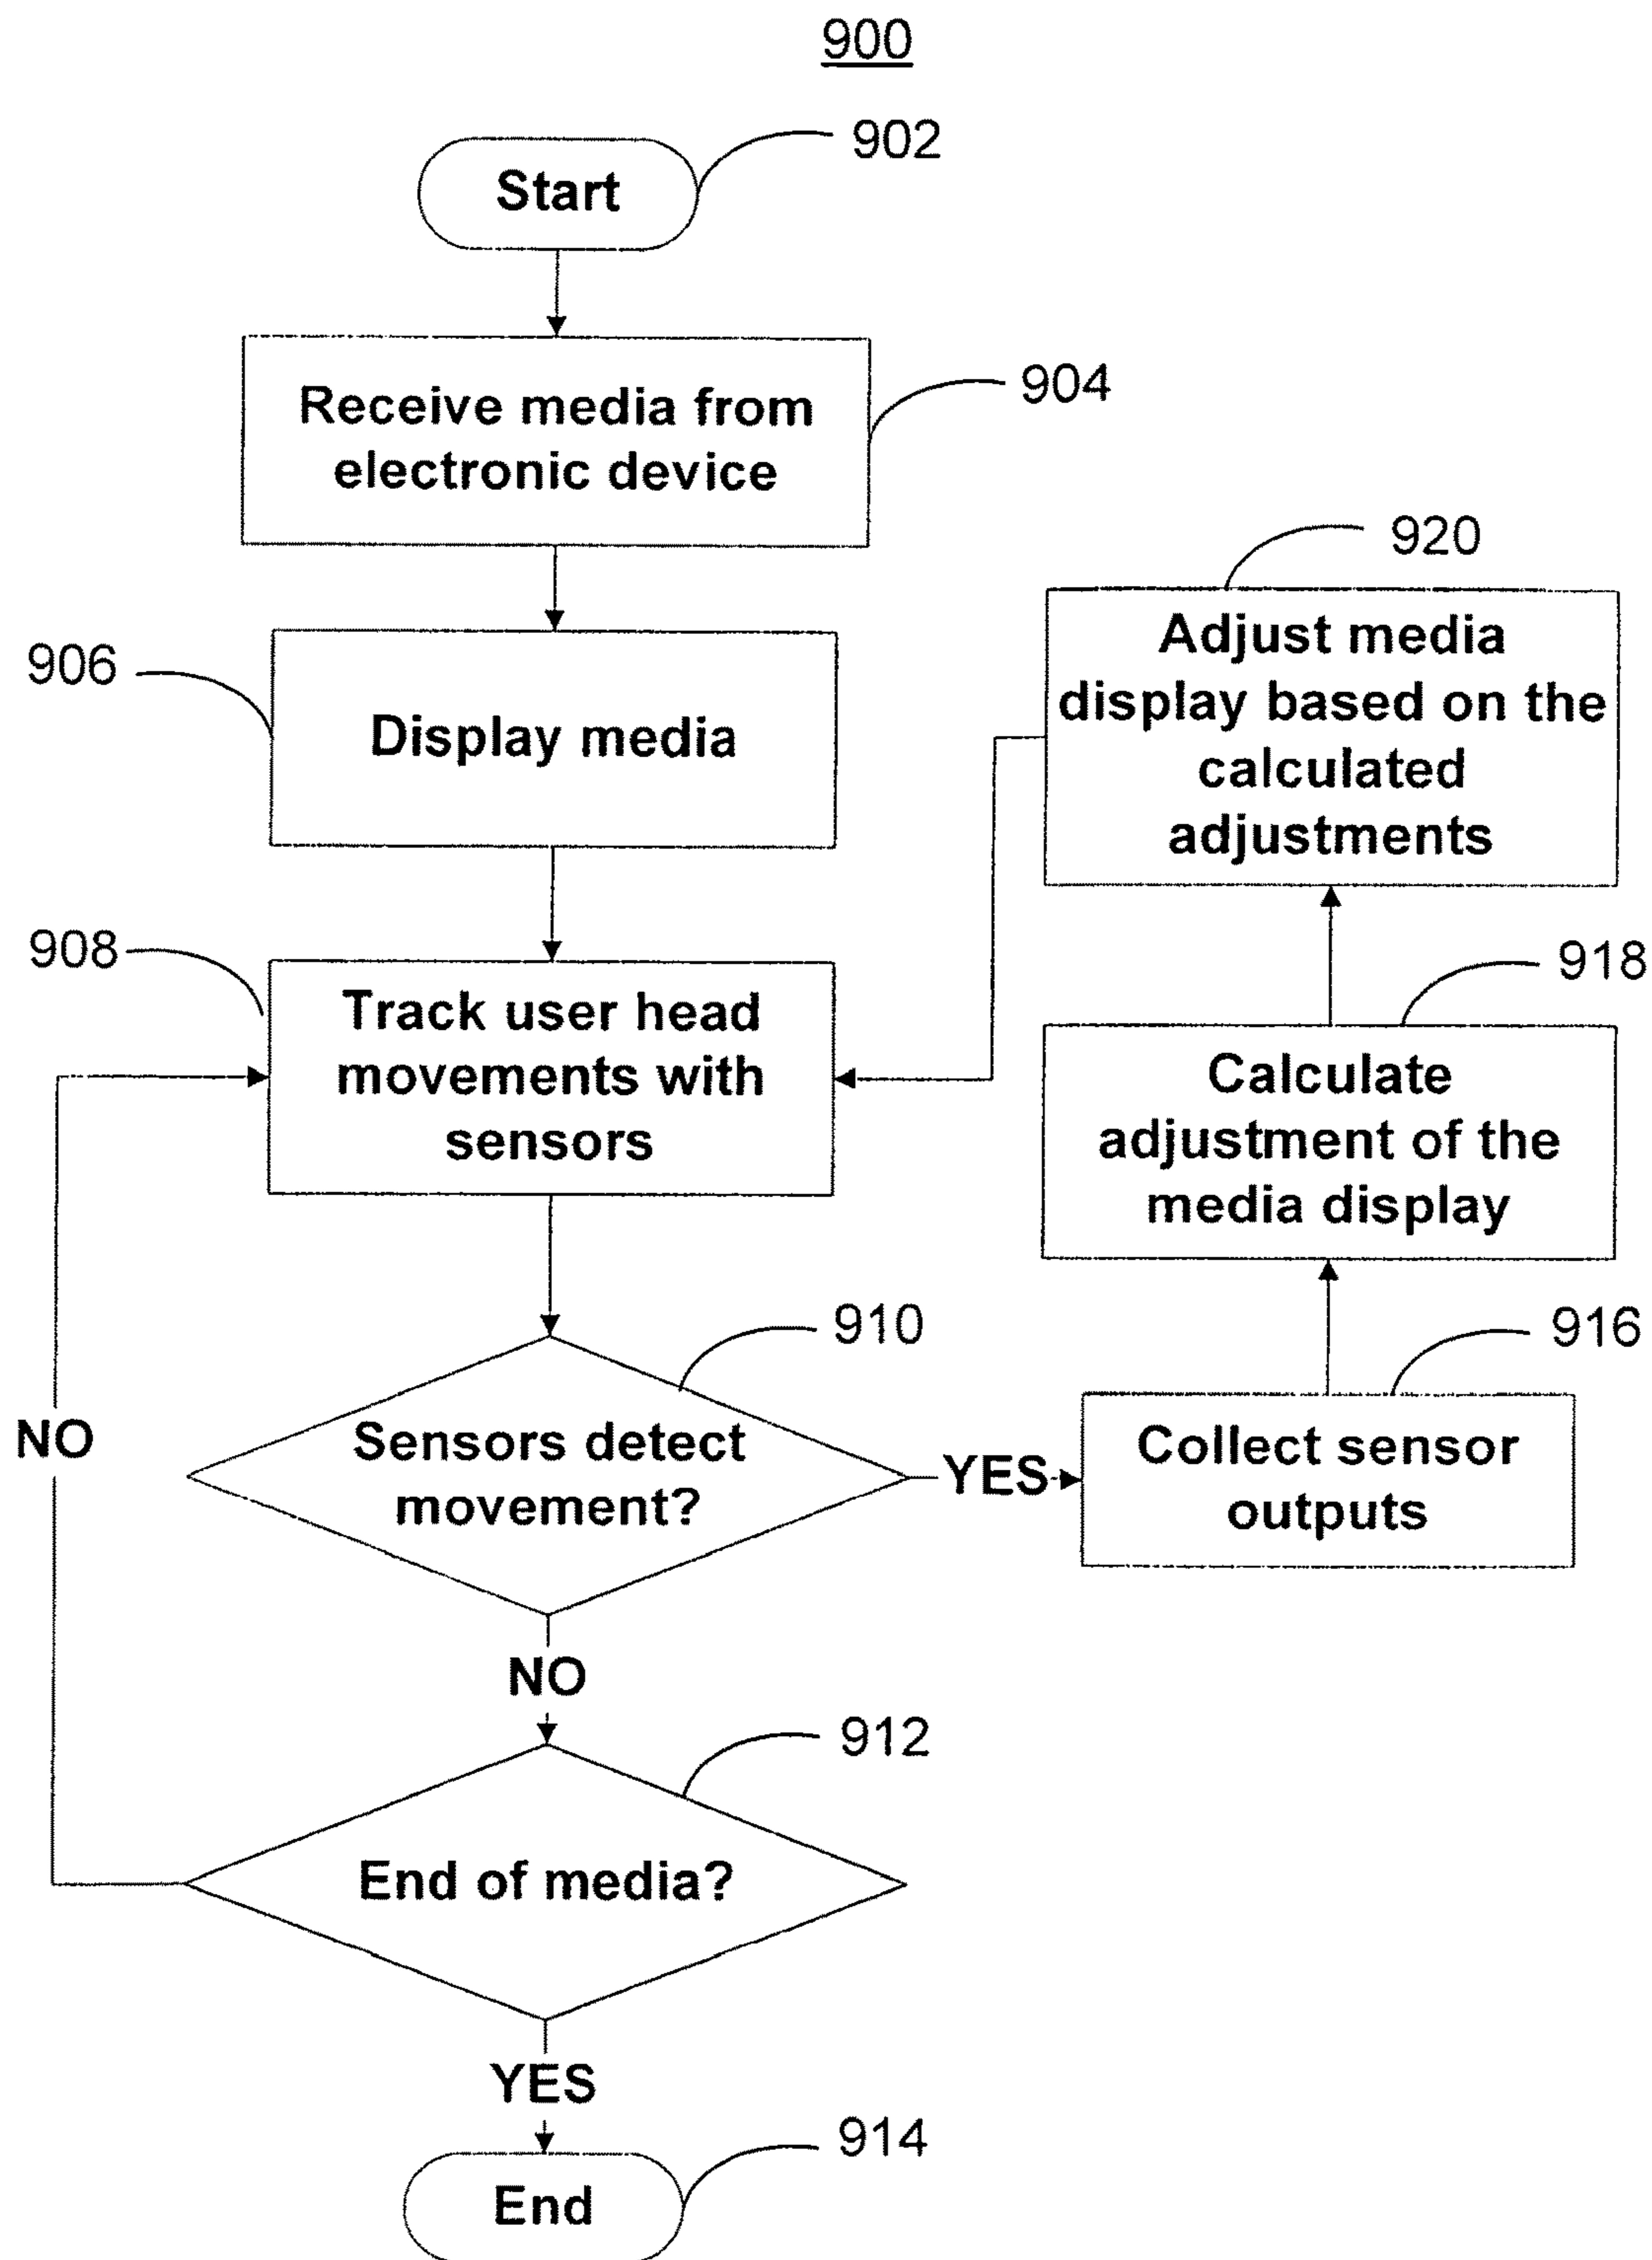 900
902
Start
904
Receive media from
electronic device
906
Display media
908
Track user head
movements with
sensors
910
Sensors detect
movement?
YES
NO
912
End of media?
NO
YES
914
End
916
Collect sensor
outputs
918
Calculate
adjustment of the
media display
920
Adjust media
display based on the
calculated
adjustments